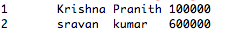 1 Krishna Pranith 100000
2 sravan kumar 600000